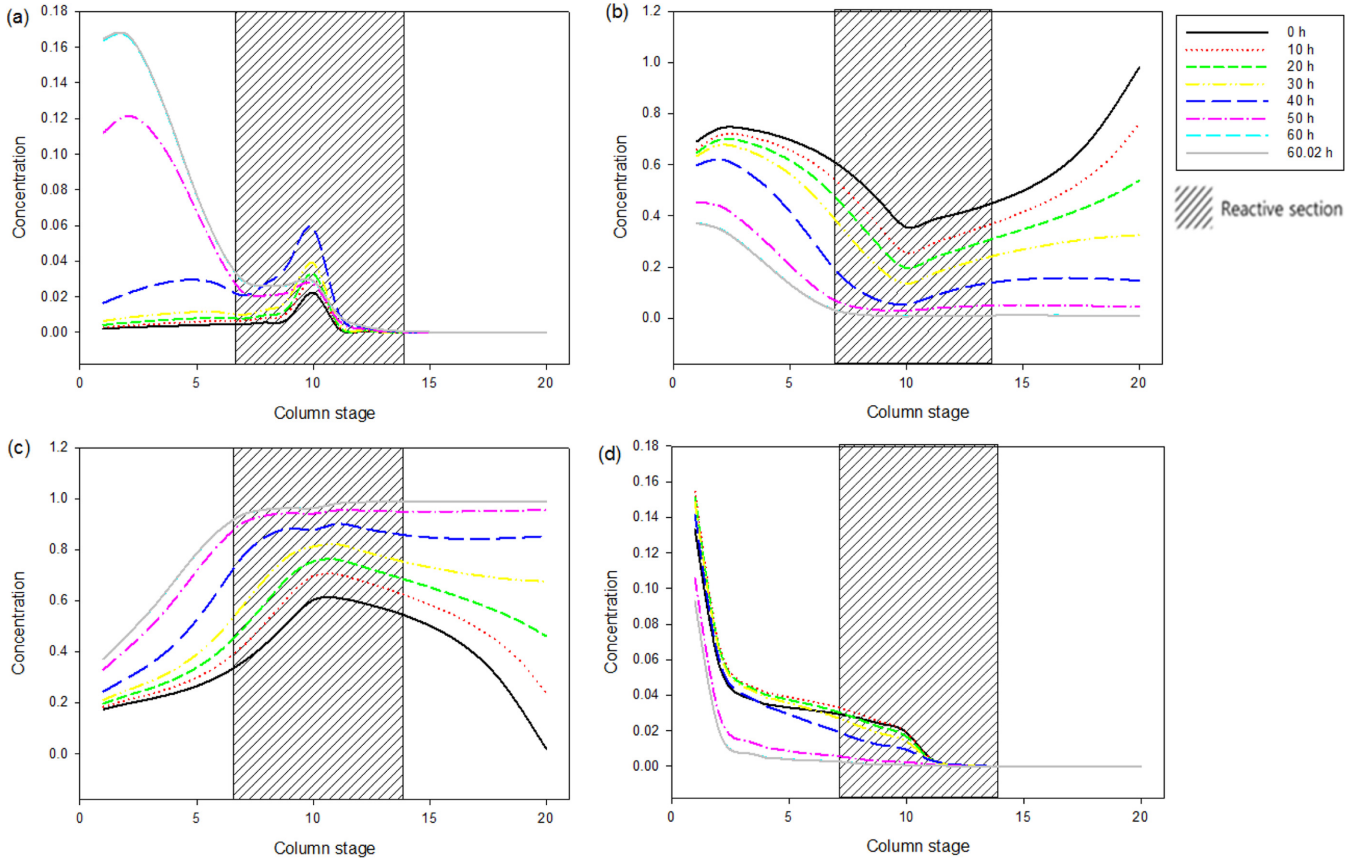 (a)
0.18
0.16
0.14
0.12
0.10
0.08
0.06
0.04
0.02
0.00
Concentration
0 5 10 15 20
Column stage
(b)
1.2
1.0
0.8
0.6
0.4
0.2
0.0
Concentration
0 5 10 15 20
Column stage
0 h
10 h
20 h
30 h
40 h
50 h
60 h
60.02 h
Reactive section
(c)
1.2
1.0
0.8
0.6
0.4
0.2
0.0
Concentration
0 5 10 15 20
Column stage
(d)
0.18
0.16
0.14
0.12
0.10
0.08
0.06
0.04
0.02
0.00
Concentration
0 5 10 15 20
Column stage